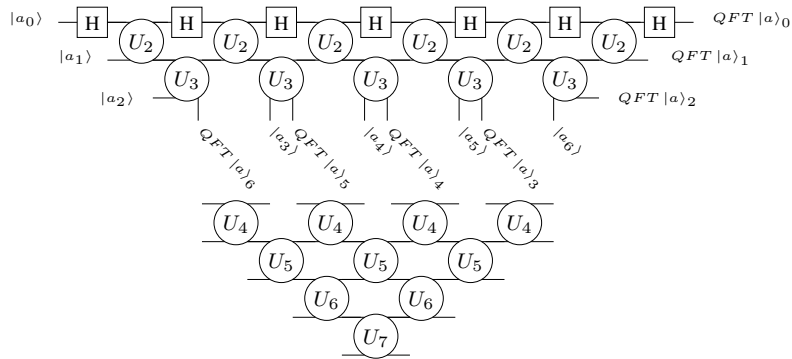 |a₀⟩ H H H H H H H QFT |a⟩₀
U₂ U₂ U₂ U₂ U₂ U₂
|a₁⟩ QFT |a⟩₁
U₃ U₃ U₃ U₃ U₃
|a₂⟩ QFT |a⟩₂
QFT |a⟩₆ |a₃⟩ QFT |a⟩₅ |a₄⟩ QFT |a⟩₄ |a₅⟩ QFT |a⟩₃ |a₆⟩
U₄ U₄ U₄ U₄
U₅ U₅ U₅
U₆ U₆
U₇